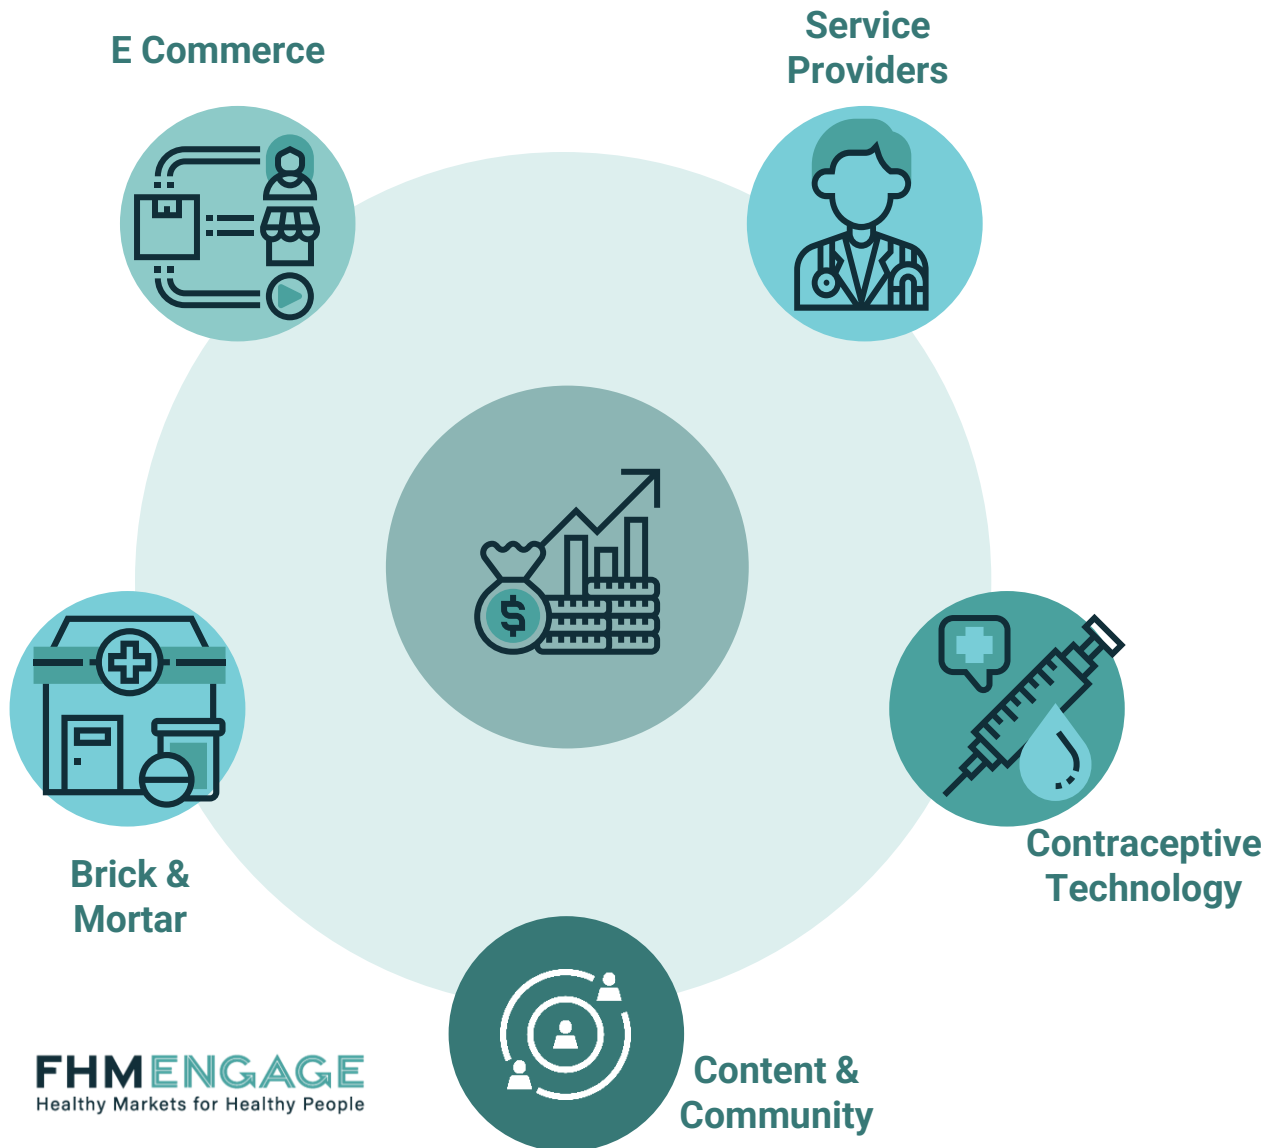 E Commerce
Service
Providers
$
Contraceptive
Technology
Brick &
Mortar
Content &
Community
FHMENGAGE
Healthy Markets for Healthy People